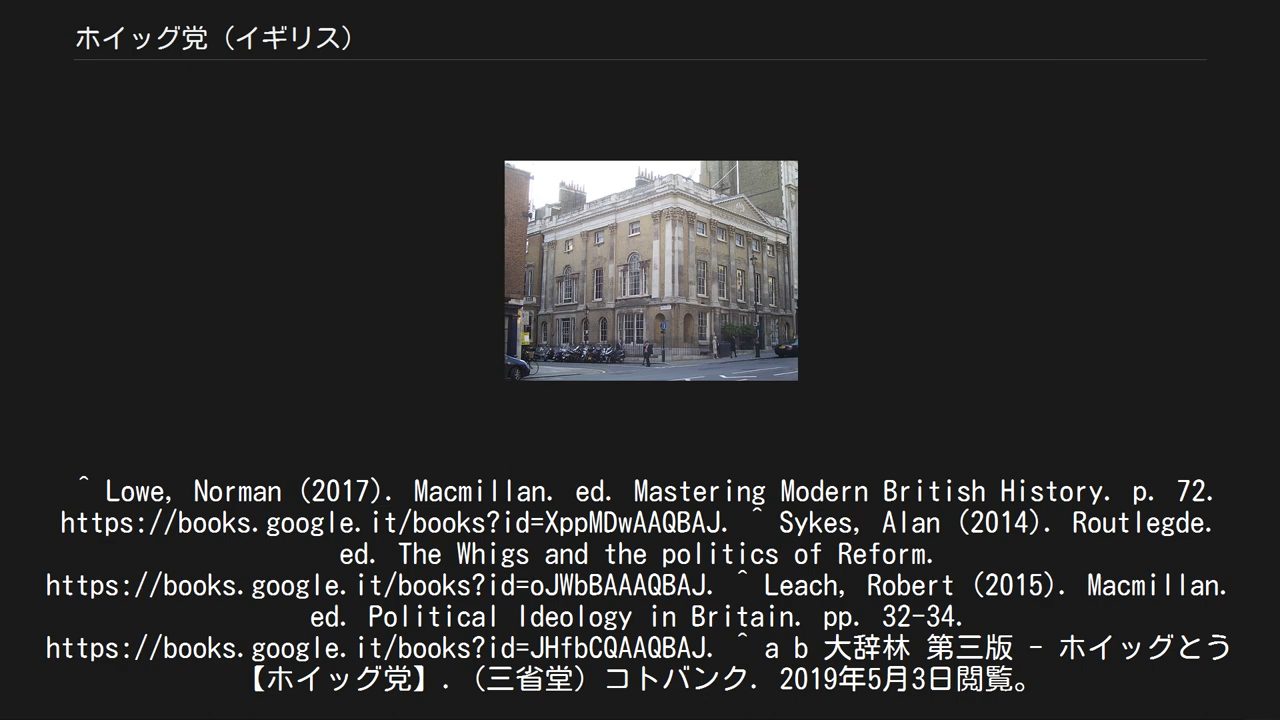 ホイッグ党（イギリス）
^ Lowe, Norman (2017). Macmillan. ed. Mastering Modern British History. p. 72.
https://books.google.it/books?id=XppMDwAAQBAJ. ^ Sykes, Alan (2014). Routlegde.
ed. The Whigs and the politics of Reform.
https://books.google.it/books?id=oJWbBAAAQBAJ. ^ Leach, Robert (2015). Macmillan.
ed. Political Ideology in Britain. pp. 32-34.
https://books.google.it/books?id=JHfbCQAAQBAJ. ^ a b 大辞林 第三版 - ホイッグとう
【ホイッグ党】. （三省堂）コトバンク. 2019年5月3日閲覧。